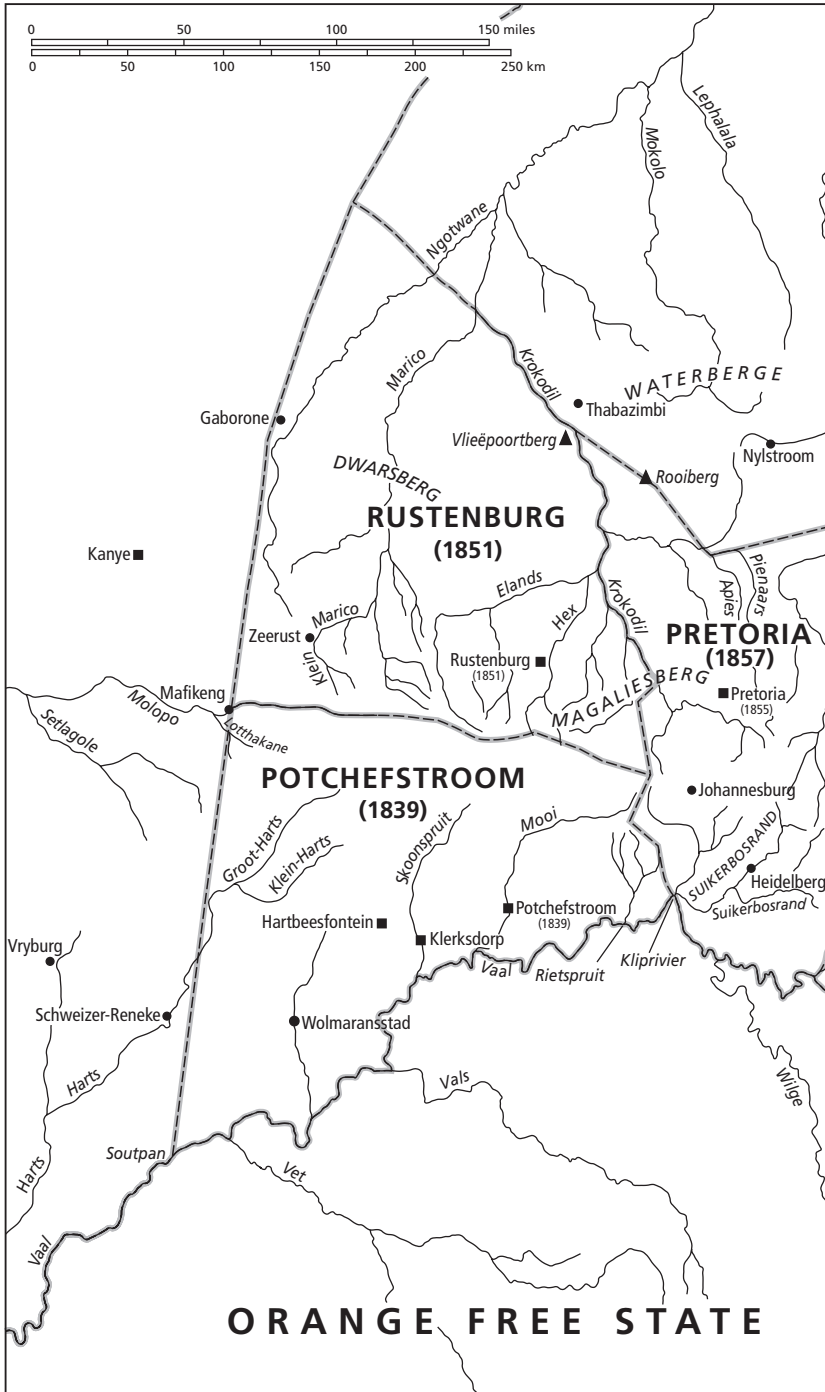 0 50 100 150 miles
0 50 100 150 200 250 km
Lephalala
Mokolo
Ngotwane
Marico
Krokodil
WATERBERGE
Thabazimbi
Gaborone
Vlieëpoortberg
Nylstroom
DWARSBERG
Rooiberg
RUSTENBURG
(1851)
Kanye
Elands
Hex
Krokodil
Apies
Pienaars
Klein Marico
Zeerust
PRETORIA
(1857)
Rustenburg
(1851)
MAGALIESBERG
Pretoria
(1855)
Mafikeng
Molopo
Setlagole
Lotthakane
POTCHEFSTROOM
(1839)
Johannesburg
Groot-Harts
Klein-Harts
Skoonspruit
Mooi
SUIKERBOSRAND
Heidelberg
Suikerbosrand
Hartbeesfontein
Potchefstroom
(1839)
Klerksdorp
Vryburg
Vaal
Rietspruit
Kliprivier
Schweizer-Reneke
Wolmaransstad
Harts
Vals
Wilge
Soutpan
Harts
Vet
Vaal
ORANGE FREE STATE